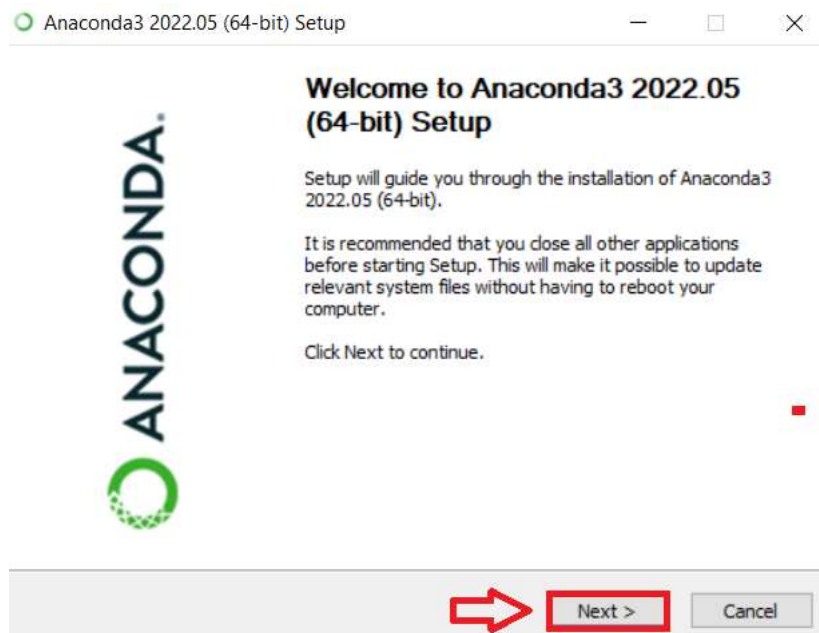 Anaconda3 2022.05 (64-bit) Setup
Welcome to Anaconda3 2022.05
(64-bit) Setup
Setup will guide you through the installation of Anaconda3
2022.05 (64-bit).
It is recommended that you close all other applications
before starting Setup. This will make it possible to update
relevant system files without having to reboot your
computer.
Click Next to continue.
ANACONDA.
Next >
Cancel